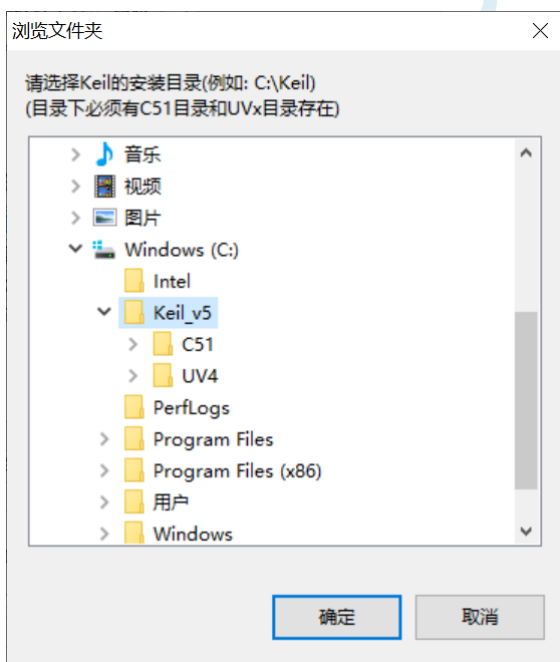 浏览文件夹
请选择Keil的安装目录(例如: C:\Keil)
(目录下必须有C51目录和UVx目录存在)
音乐
视频
图片
Windows (C:)
Intel
Keil_v5
C51
UV4
PerfLogs
Program Files
Program Files (x86)
用户
Windows
确定
取消